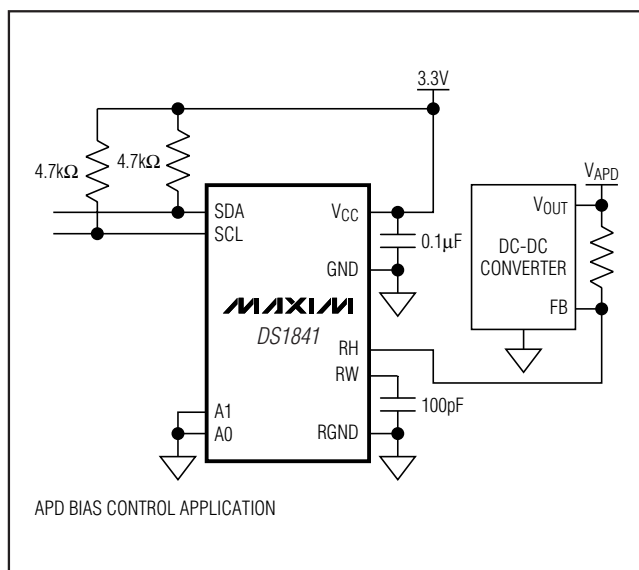 3.3V
4.7kΩ
4.7kΩ
SDA
SCL
VCC
0.1µF
GND
MAXIM
DS1841
RH
RW
100pF
A1
A0
RGND
VAPD
VOUT
DC-DC
CONVERTER
FB
APD BIAS CONTROL APPLICATION